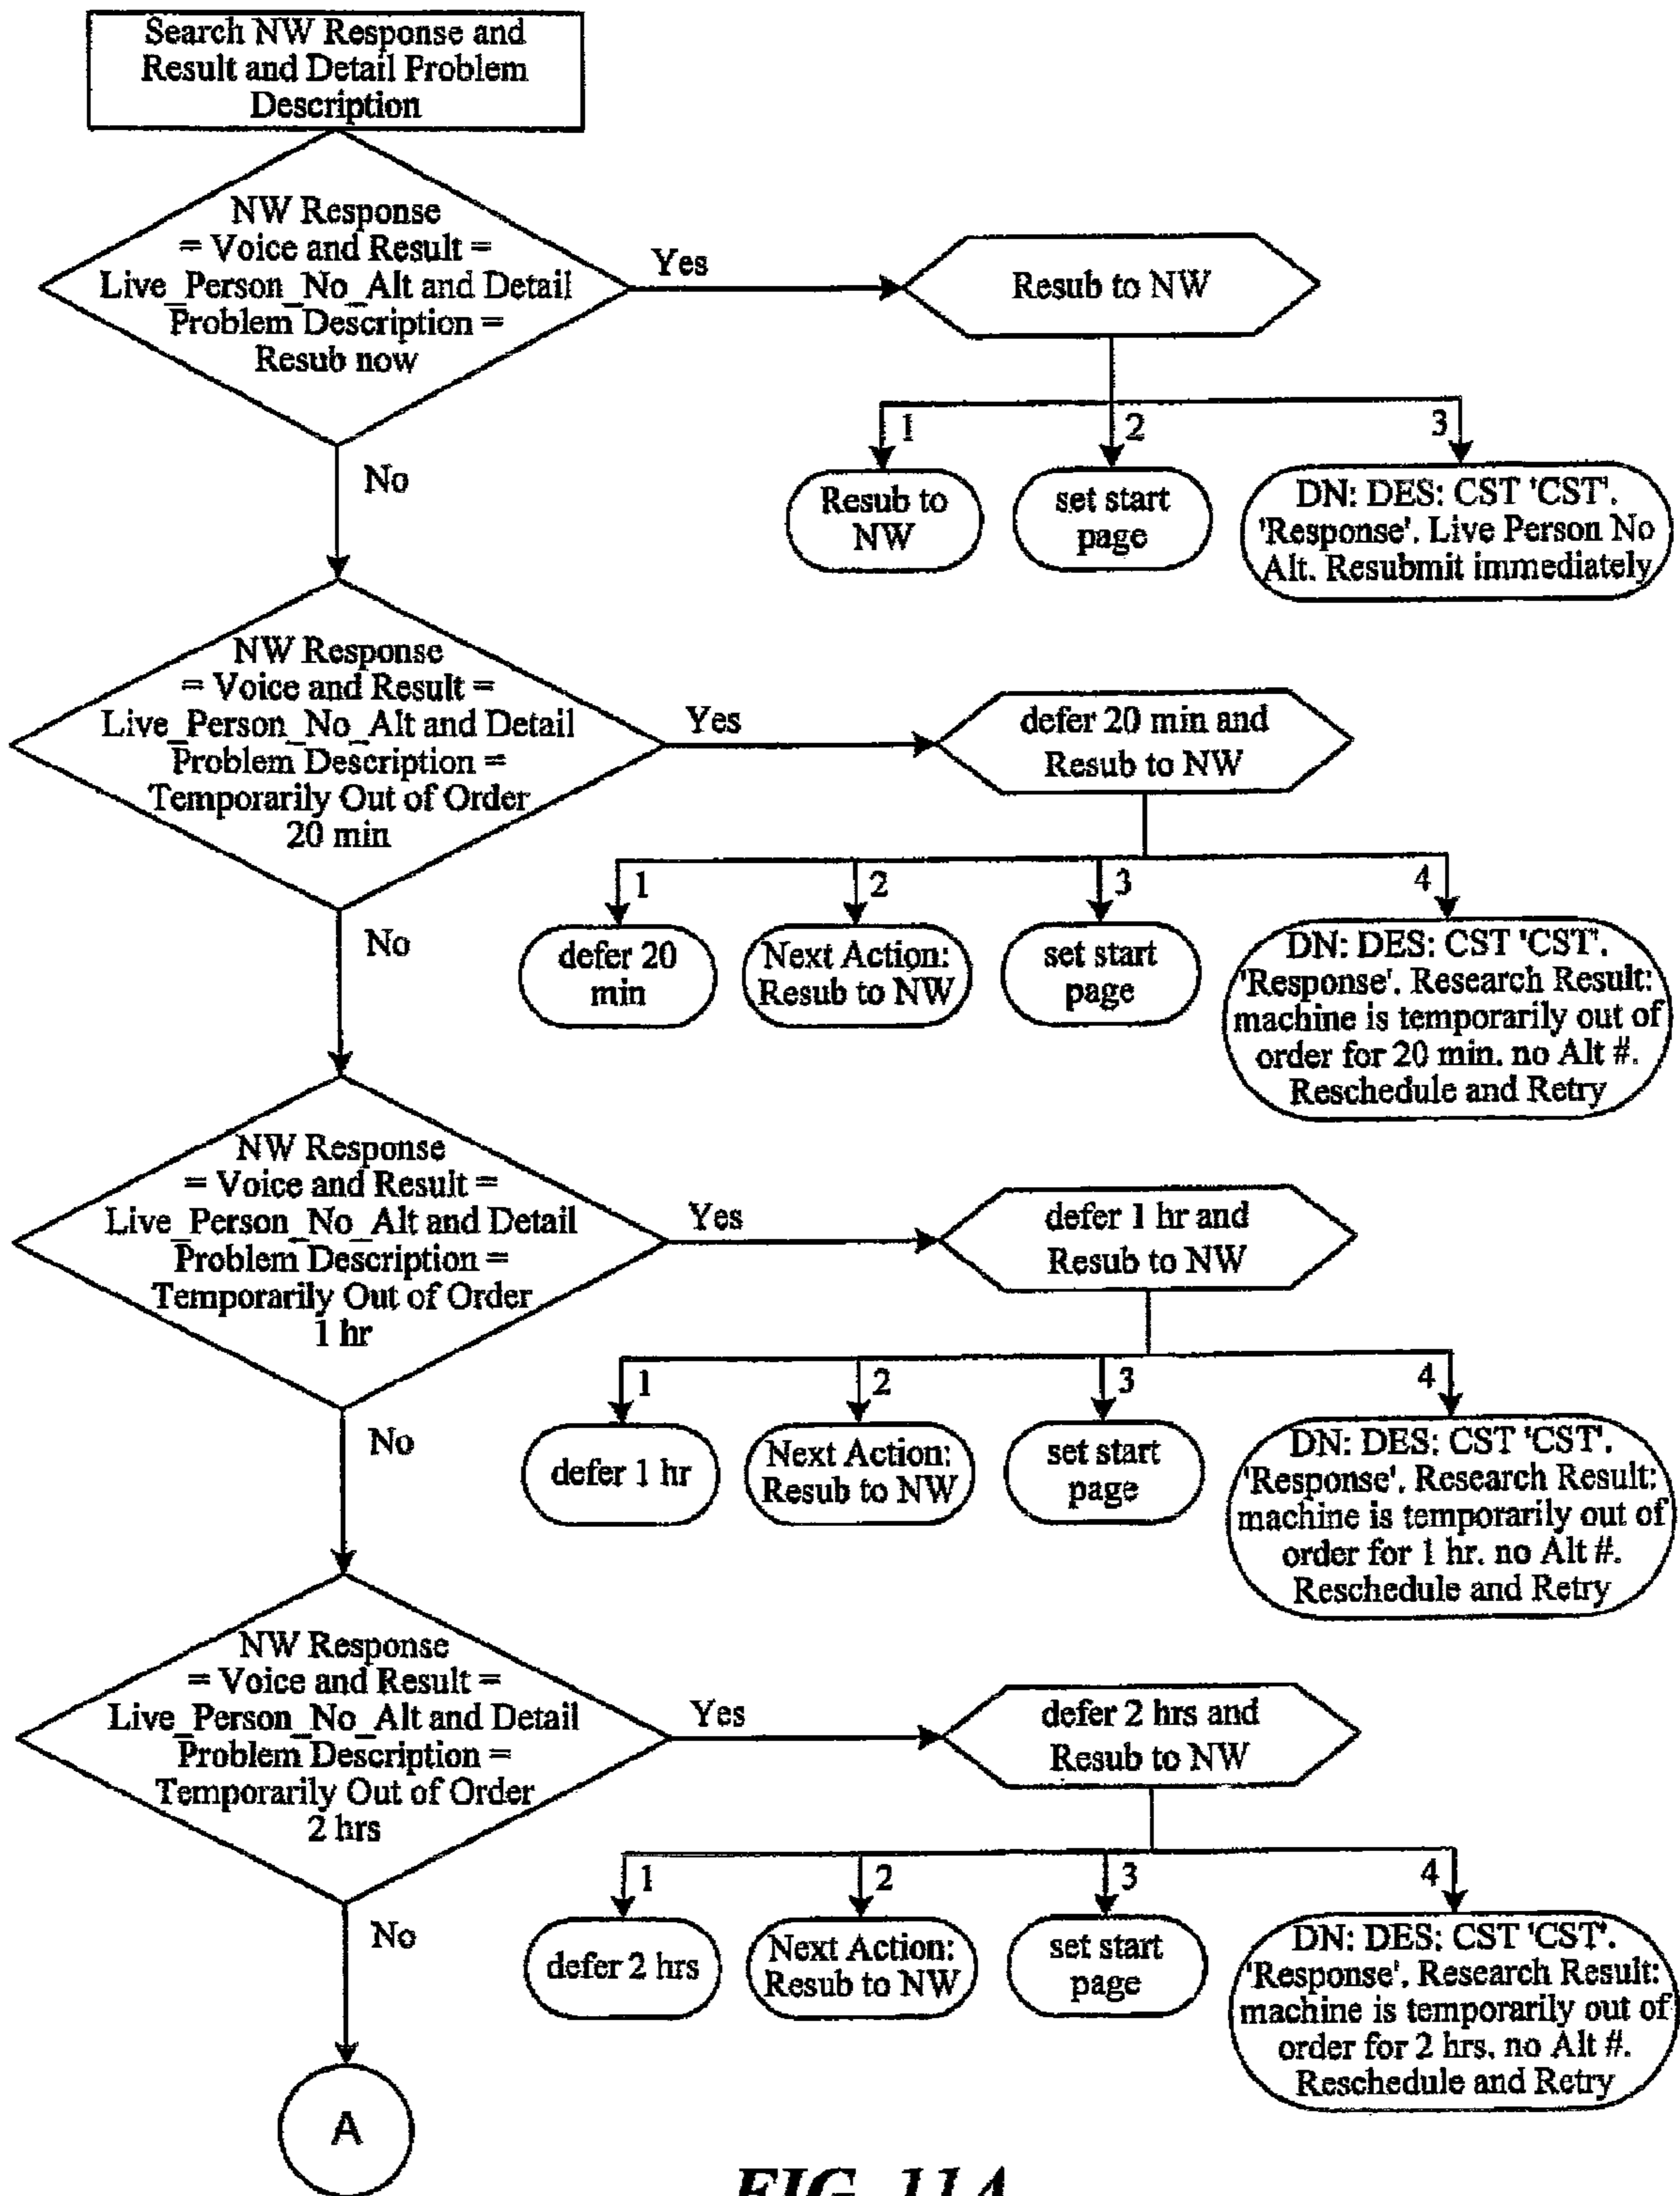 Search NW Response and
Result and Detail Problem
Description
NW Response
= Voice and Result =
Live_Person_No_Alt and Detail
Problem Description =
Resub now
Yes
Resub to NW
1
2
3
Resub to
NW
set start
page
DN: DES: CST 'CST'.
'Response'. Live Person No
Alt. Resubmit immediately
No
NW Response
= Voice and Result =
Live_Person_No_Alt and Detail
Problem Description =
Temporarily Out of Order
20 min
Yes
defer 20 min and
Resub to NW
1
2
3
4
defer 20
min
Next Action:
Resub to NW
set start
page
DN: DES: CST 'CST'.
'Response'. Research Result:
machine is temporarily out of
order for 20 min. no Alt #.
Reschedule and Retry
No
NW Response
= Voice and Result =
Live_Person_No_Alt and Detail
Problem Description =
Temporarily Out of Order
1 hr
Yes
defer 1 hr and
Resub to NW
1
2
3
4
defer 1 hr
Next Action:
Resub to NW
set start
page
DN: DES: CST 'CST'.
'Response'. Research Result:
machine is temporarily out of
order for 1 hr. no Alt #.
Reschedule and Retry
No
NW Response
= Voice and Result =
Live_Person_No_Alt and Detail
Problem Description =
Temporarily Out of Order
2 hrs
Yes
defer 2 hrs and
Resub to NW
1
2
3
4
defer 2 hrs
Next Action:
Resub to NW
set start
page
DN: DES: CST 'CST'.
'Response'. Research Result:
machine is temporarily out of
order for 2 hrs. no Alt #.
Reschedule and Retry
No
A
FIG. 11A